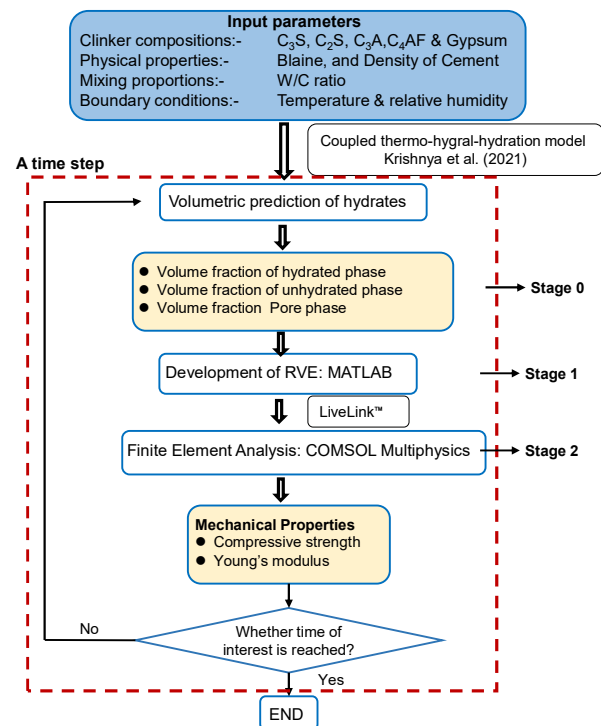 Input parameters
Clinker compositions:- C₃S, C₂S, C₃A,C₄AF & Gypsum
Physical properties:- Blaine, and Density of Cement
Mixing proportions:- W/C ratio
Boundary conditions:- Temperature & relative humidity
Coupled thermo-hygral-hydration model
Krishnya et al. (2021)
A time step
Volumetric prediction of hydrates
● Volume fraction of hydrated phase
● Volume fraction of unhydrated phase
● Volume fraction Pore phase
Stage 0
Development of RVE: MATLAB
Stage 1
LiveLink™
Finite Element Analysis: COMSOL Multiphysics
Stage 2
Mechanical Properties
● Compressive strength
● Young's modulus
No
Whether time of
interest is reached?
Yes
END